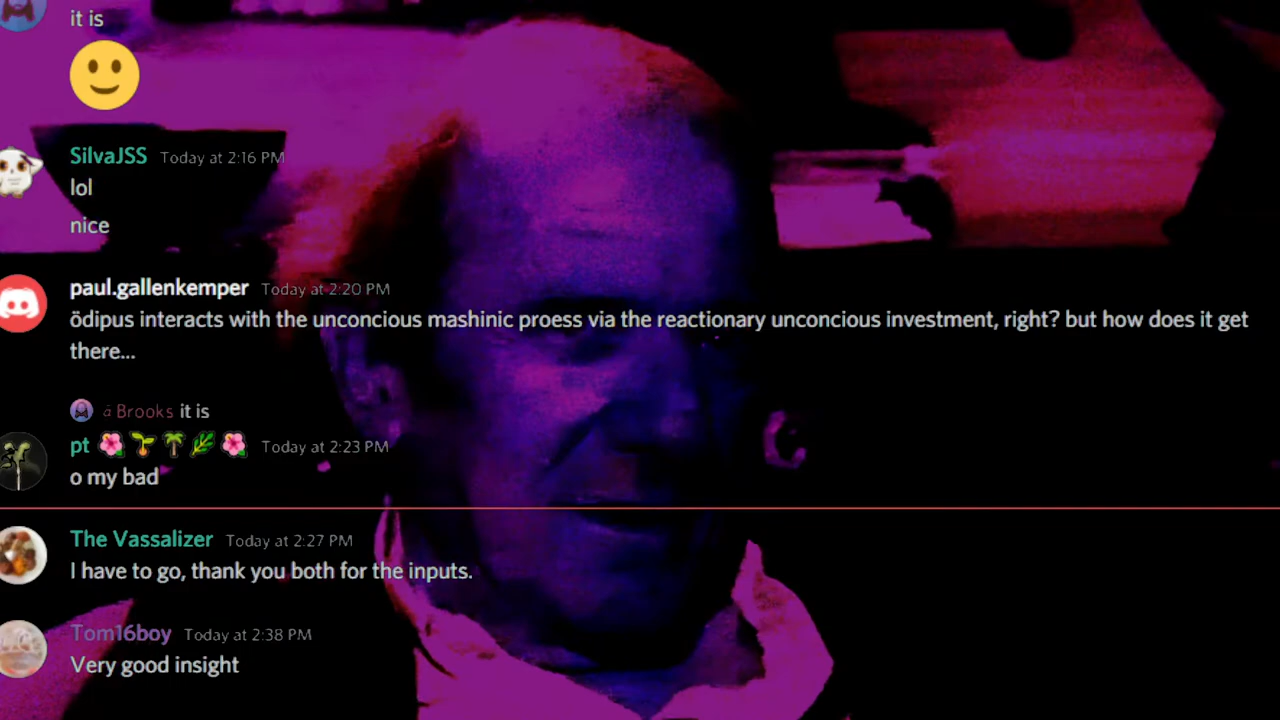 it is
SilvaJSS Today at 2:16 PM
lol
nice
paul.gallenkemper Today at 2:20 PM
ödipus interacts with the unconcious mashinic proess via the reactionary unconcious investment, right? but how does it get
there...
Brooks it is
pt Today at 2:23 PM
o my bad
The Vassalizer Today at 2:27 PM
I have to go, thank you both for the inputs.
Tom16boy Today at 2:38 PM
Very good insight